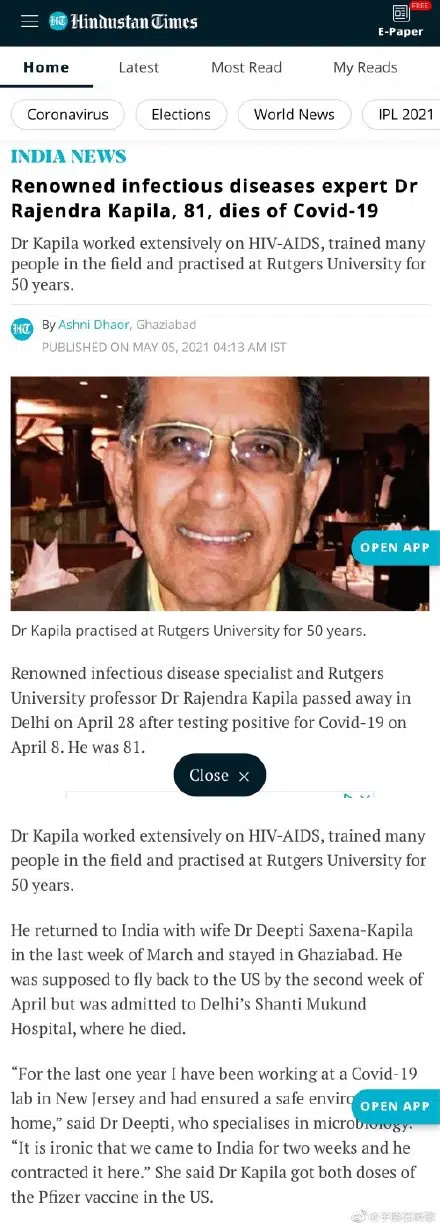 Hindustan Times
FREE
E-Paper
Home Latest Most Read My Reads
Coronavirus Elections World News IPL 2021
INDIA NEWS
Renowned infectious diseases expert Dr
Rajendra Kapila, 81, dies of Covid-19
Dr Kapila worked extensively on HIV-AIDS, trained many
people in the field and practised at Rutgers University for
50 years.
HT By Ashni Dhaor, Ghaziabad
PUBLISHED ON MAY 05, 2021 04:13 AM IST
OPEN APP
Dr Kapila practised at Rutgers University for 50 years.
Renowned infectious disease specialist and Rutgers
University professor Dr Rajendra Kapila passed away in
Delhi on April 28 after testing positive for Covid-19 on
April 8. He was 81.
Close ×
Dr Kapila worked extensively on HIV-AIDS, trained many
people in the field and practised at Rutgers University for
50 years.
He returned to India with wife Dr Deepti Saxena-Kapila
in the last week of March and stayed in Ghaziabad. He
was supposed to fly back to the US by the second week of
April but was admitted to Delhi's Shanti Mukund
Hospital, where he died.
"For the last one year I have been working at a Covid-19
lab in New Jersey and had ensured a safe enviro
OPEN APP
home," said Dr Deepti, who specialises in microbiology.
"It is ironic that we came to India for two weeks and he
contracted it here." She said Dr Kapila got both doses of
the Pfizer vaccine in the US.